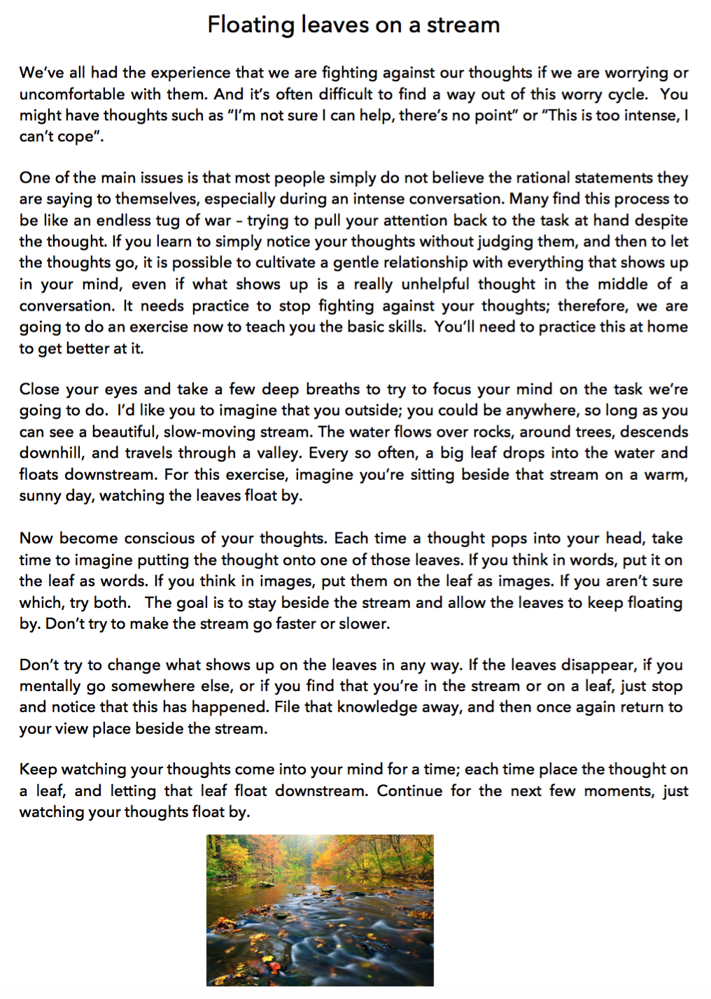 Floating leaves on a stream
We've all had the experience that we are fighting against our thoughts if we are worrying or
uncomfortable with them. And it's often difficult to find a way out of this worry cycle.  You
might have thoughts such as "I'm not sure I can help, there's no point" or "This is too intense, I
can't cope".
One of the main issues is that most people simply do not believe the rational statements they
are saying to themselves, especially during an intense conversation. Many find this process to
be like an endless tug of war – trying to pull your attention back to the task at hand despite
the thought. If you learn to simply notice your thoughts without judging them, and then to let
the thoughts go, it is possible to cultivate a gentle relationship with everything that shows up
in your mind, even if what shows up is a really unhelpful thought in the middle of a
conversation. It needs practice to stop fighting against your thoughts; therefore, we are
going to do an exercise now to teach you the basic skills.  You'll need to practice this at home
to get better at it.
Close your eyes and take a few deep breaths to try to focus your mind on the task we're
going to do.  I'd like you to imagine that you outside; you could be anywhere, so long as you
can see a beautiful, slow-moving stream. The water flows over rocks, around trees, descends
downhill, and travels through a valley. Every so often, a big leaf drops into the water and
floats downstream. For this exercise, imagine you're sitting beside that stream on a warm,
sunny day, watching the leaves float by.
Now become conscious of your thoughts. Each time a thought pops into your head, take
time to imagine putting the thought onto one of those leaves. If you think in words, put it on
the leaf as words. If you think in images, put them on the leaf as images. If you aren't sure
which, try both.   The goal is to stay beside the stream and allow the leaves to keep floating
by. Don't try to make the stream go faster or slower.
Don't try to change what shows up on the leaves in any way. If the leaves disappear, if you
mentally go somewhere else, or if you find that you're in the stream or on a leaf, just stop
and notice that this has happened. File that knowledge away, and then once again return to
your view place beside the stream.
Keep watching your thoughts come into your mind for a time; each time place the thought on
a leaf, and letting that leaf float downstream. Continue for the next few moments, just
watching your thoughts float by.